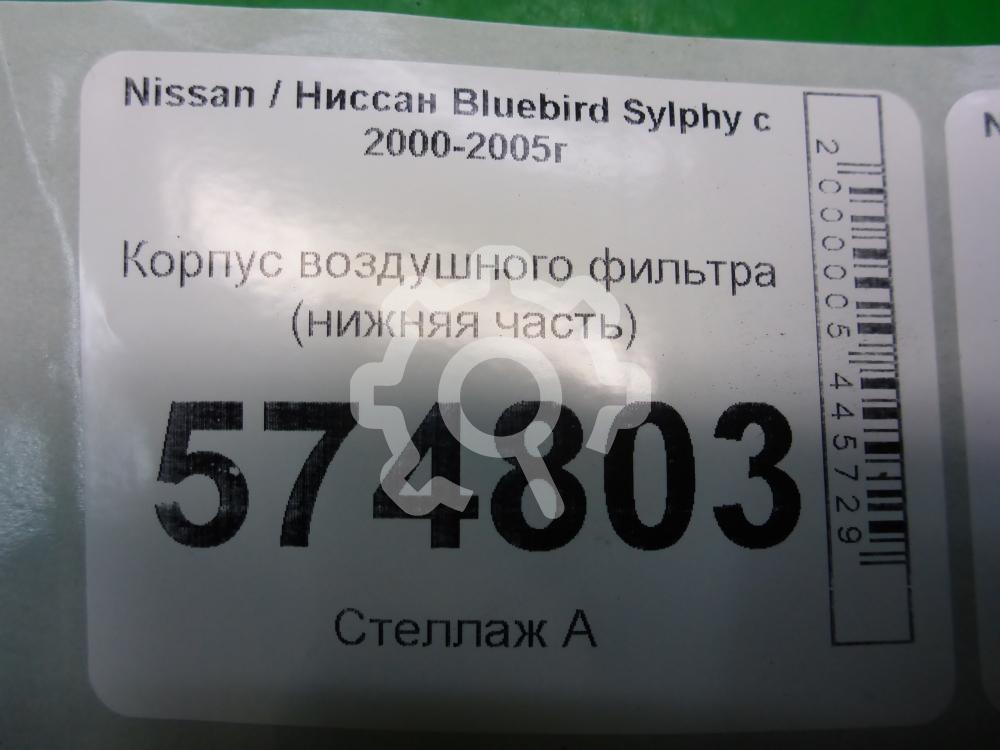 Nissan / Ниссан Bluebird Sylphy с
2000-2005г
Корпус воздушного фильтра
(нижняя часть)
574803
Стеллаж А
2000005445729
N